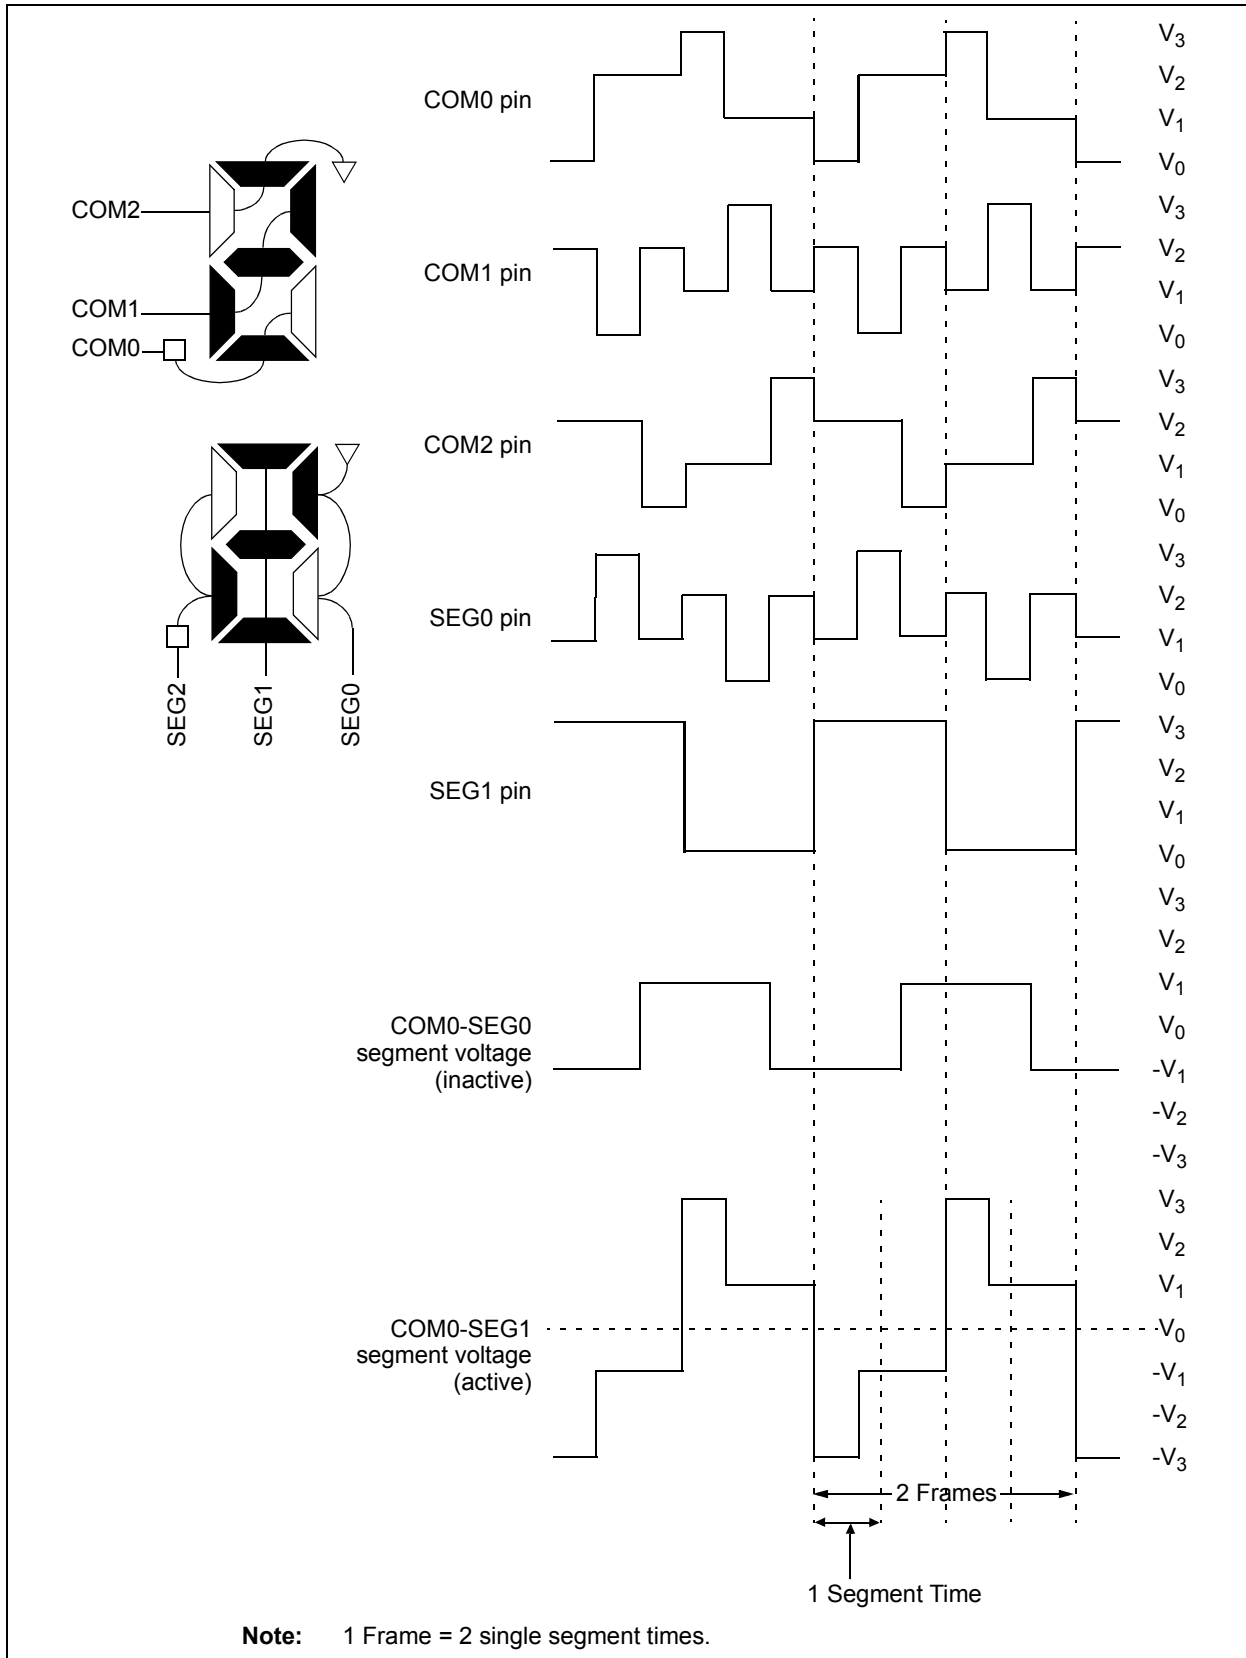 COM2
COM1
COM0
SEG2
SEG1
SEG0
COM0 pin
V3
V2
V1
V0
COM1 pin
V3
V2
V1
V0
COM2 pin
V3
V2
V1
V0
SEG0 pin
V3
V2
V1
V0
SEG1 pin
V3
V2
V1
V0
COM0-SEG0
segment voltage
(inactive)
V3
V2
V1
V0
-V1
-V2
-V3
COM0-SEG1
segment voltage
(active)
V3
V2
V1
V0
-V1
-V2
-V3
2 Frames
1 Segment Time
Note: 1 Frame = 2 single segment times.